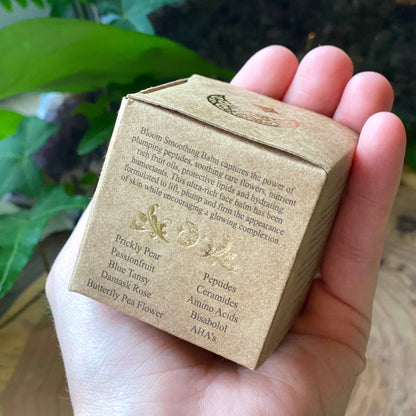 Bloom Smoothing Balm captures the power of
plumping peptides, soothing rare flowers, nutrient
rich fruit oils, protective lipids and hydrating
humectants. This ultra-rich face balm has been
formulated to lift, plump and firm the appearance
of skin while encouraging a glowing complexion.
Prickly Pear
Passionfruit
Blue Tansy
Damask Rose
Butterfly Pea Flower
Peptides
Ceramides
Amino Acids
Bisabolol
AHA's